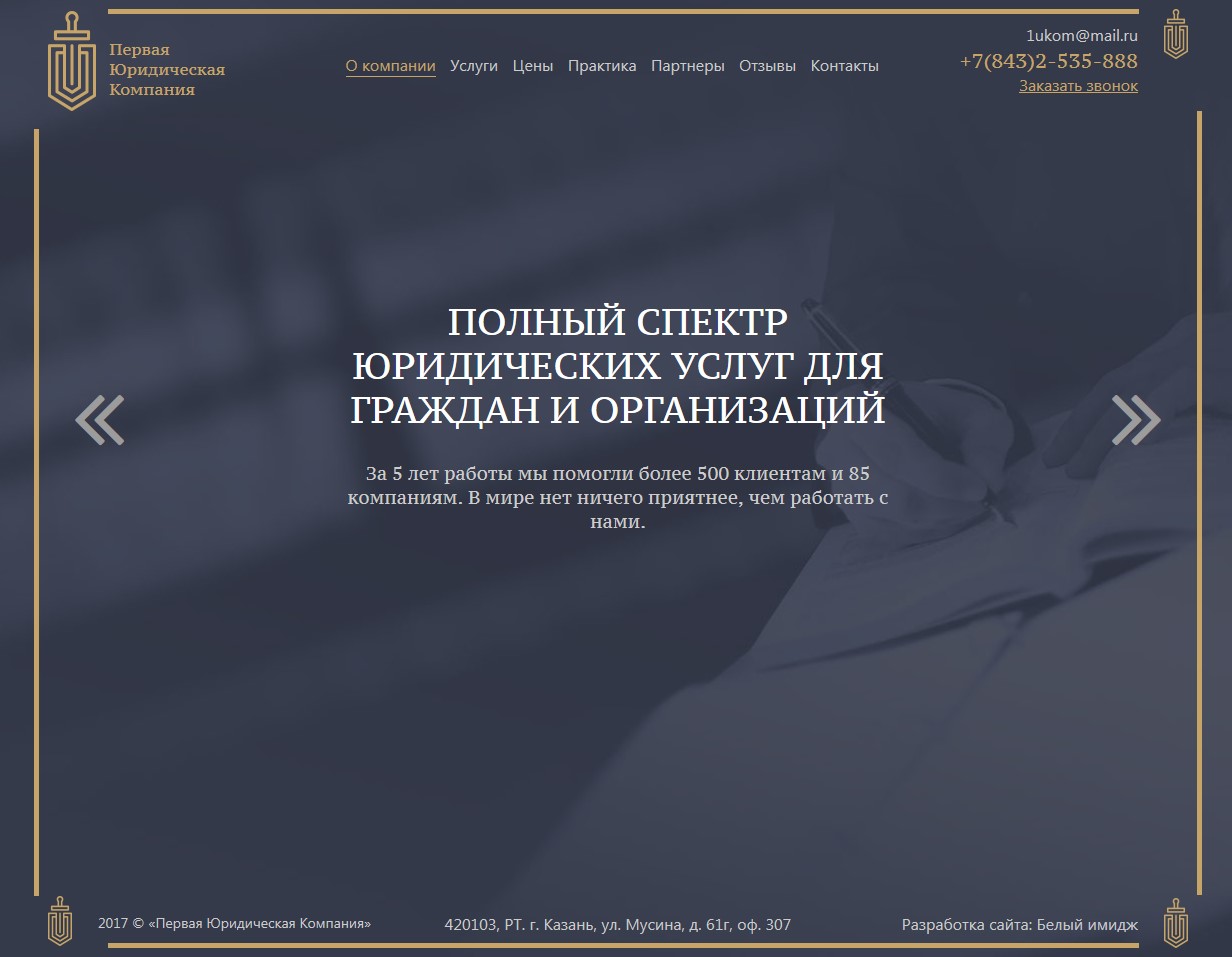 Первая
Юридическая
Компания
О компании Услуги Цены Практика Партнеры Отзывы Контакты
1ukom@mail.ru
+7(843)2-535-888
Заказать звонок
ПОЛНЫЙ СПЕКТР
ЮРИДИЧЕСКИХ УСЛУГ ДЛЯ
ГРАЖДАН И ОРГАНИЗАЦИЙ
За 5 лет работы мы помогли более 500 клиентам и 85
компаниям. В мире нет ничего приятнее, чем работать с
нами.
2017 © «Первая Юридическая Компания»
420103, РТ. г. Казань, ул. Мусина, д. 61г, оф. 307
Разработка сайта: Белый имидж